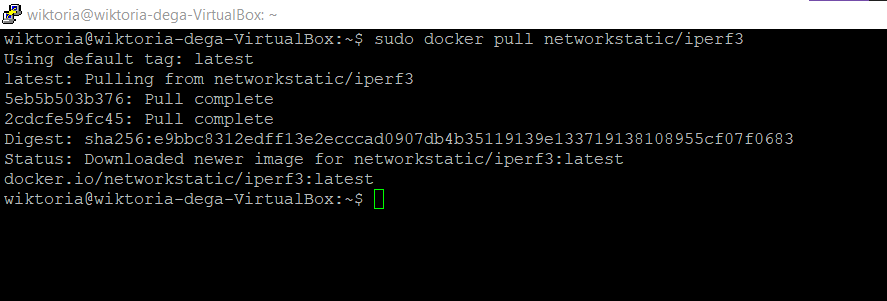 wiktoria@wiktoria-dega-VirtualBox: ~
wiktoria@wiktoria-dega-VirtualBox:~$ sudo docker pull networkstatic/iperf3
Using default tag: latest
latest: Pulling from networkstatic/iperf3
5eb5b503b376: Pull complete
2cdcfe59fc45: Pull complete
Digest: sha256:e9bbc8312edff13e2ecccad0907db4b35119139e133719138108955cf07f0683
Status: Downloaded newer image for networkstatic/iperf3:latest
docker.io/networkstatic/iperf3:latest
wiktoria@wiktoria-dega-VirtualBox:~$